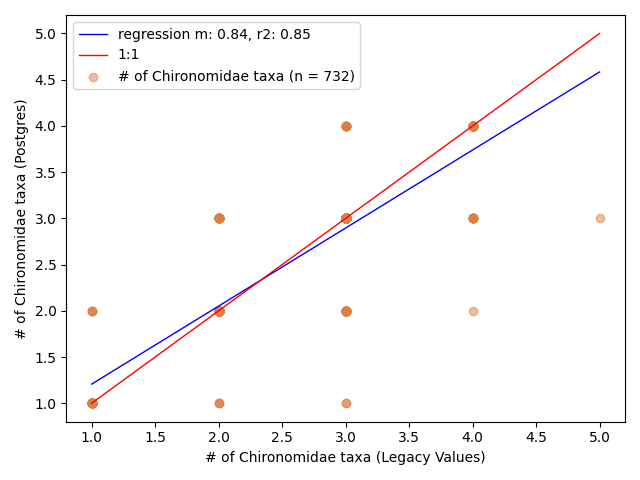 regression m: 0.84, r2: 0.85
1:1
# of Chironomidae taxa (n = 732)
# of Chironomidae taxa (Postgres)
5.0
4.5
4.0
3.5
3.0
2.5
2.0
1.5
1.0
1.0 1.5 2.0 2.5 3.0 3.5 4.0 4.5 5.0
# of Chironomidae taxa (Legacy Values)